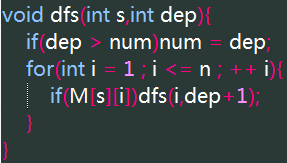 void dfs(int s,int dep){
if(dep > num)num = dep;
for(int i = 1 ; i <= n ; ++ i){
if(M[s][i])dfs(i,dep+1);
}
}